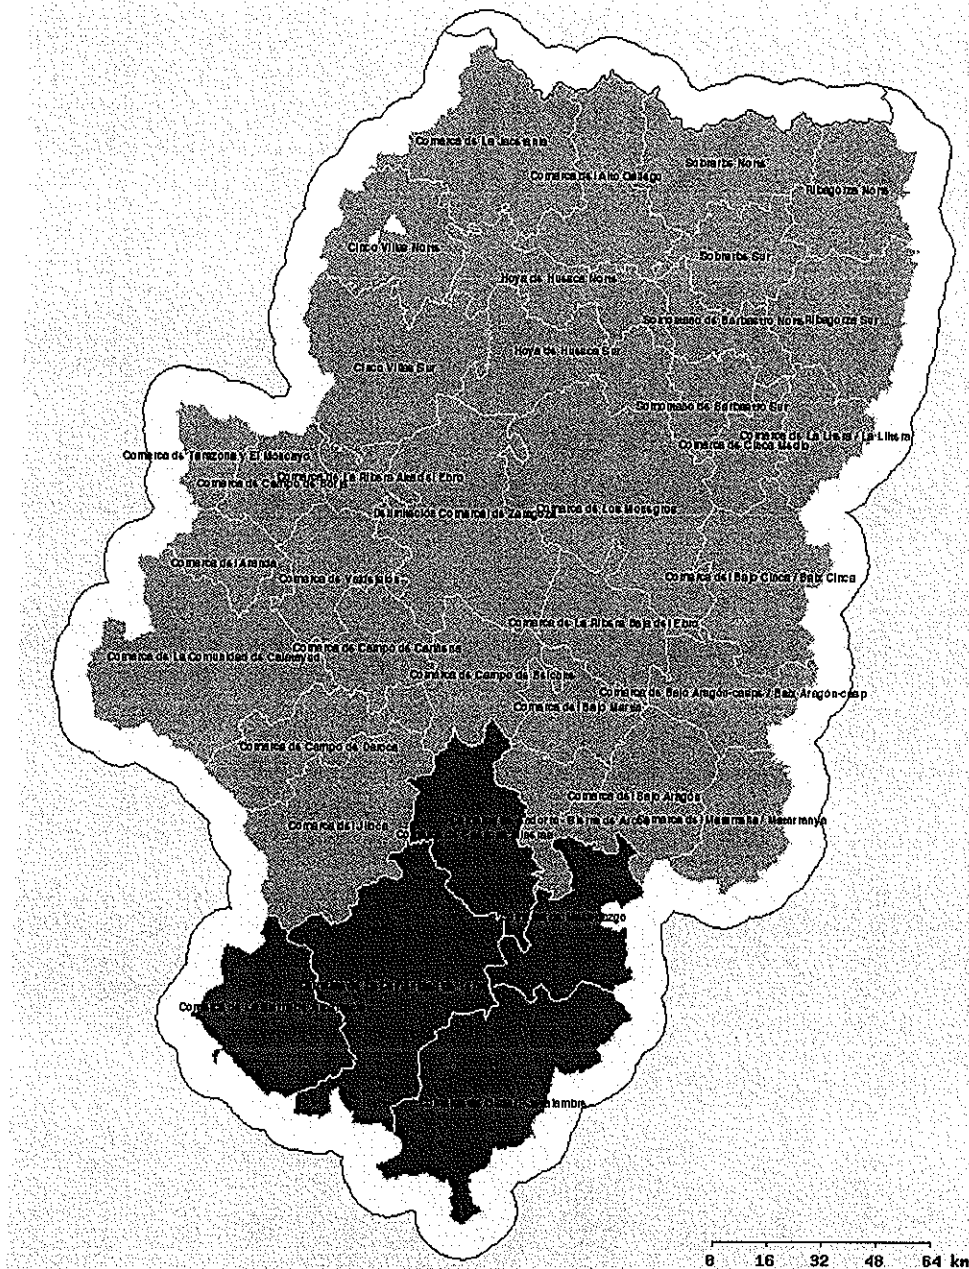 Comarca de La Jacetania
Sobrarbe Norte
Comarca del Alto Gállego
Ribagorza Norte
Cinco Villas Norte
Sobrarbe Sur
Hoya de Huesca Norte
Somontano de Barbastro Norte
Ribagorza Sur
Hoya de Huesca Sur
Cinco Villas Sur
Somontano de Barbastro Sur
Comarca de La Litera / La Llitera
Comarca de Cinca Medio
Comarca de Tarazona y El Moncayo
Comarca de La Ribera Alta del Ebro
Comarca de Campo de Borja
Comarca de Los Monegros
Delimitación Comarcal de Zaragoza
Comarca del Aranda
Comarca de Valdejalón
Comarca del Bajo Cinca / Baix Cinca
Comarca de La Ribera Baja del Ebro
Comarca de Campo de Cariñena
Comarca de La Comunidad de Calatayud
Comarca de Campo de Belchite
Comarca de Bajo Aragón-caspe / Baix Aragón-casp
Comarca del Bajo Martín
Comarca de Campo de Daroca
Comarca del Bajo Aragón
Comarca del Matarraña / Matarranya
Comarca del Jiloca
0 16 32 48 64 km